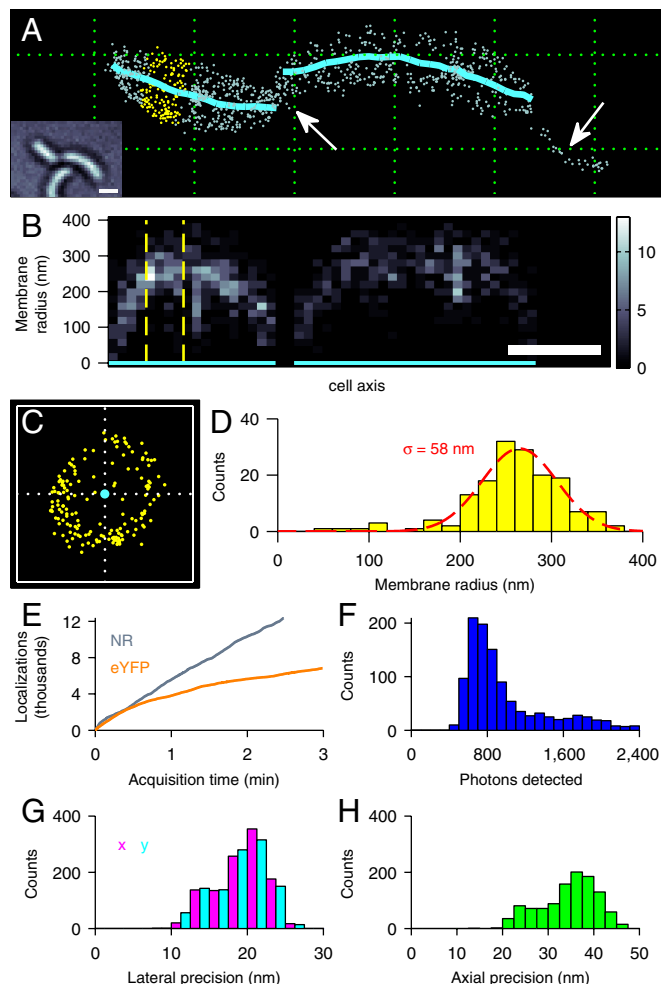 A
B
400
300
200
100
0
Membrane
radius (nm)
10
5
0
cell axis
C
D
40
20
0
Counts
σ = 58 nm
0 100 200 300 400
Membrane radius (nm)
E
12
8
4
0
Localizations
(thousands)
NR
eYFP
0 1 2 3
Acquisition time (min)
F
200
100
0
Counts
0 800 1,600 2,400
Photons detected
G
400
200
0
Counts
x y
0 10 20 30
Lateral precision (nm)
H
400
200
0
Counts
0 10 20 30 40 50
Axial precision (nm)